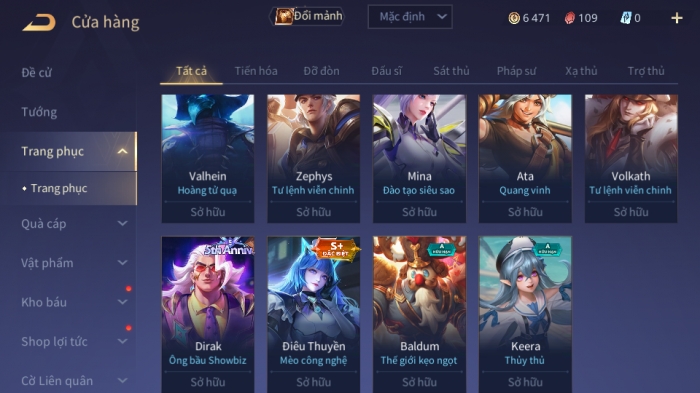 Cửa hàng
Đổi mảnh
Mặc định
6 471
109
0
Đề cử
Tướng
Trang phục
Trang phục
Quà cáp
Vật phẩm
Kho báu
Shop lợi tức
Cờ Liên quân
Tất cả Tiến hóa Đỡ đòn Đấu sĩ Sát thủ Pháp sư Xạ thủ Trợ thủ
Valhein Zephys Mina Ata Volkath
Hoàng tử quạ Tư lệnh viễn chinh Đào tạo siêu sao Quang vinh Tư lệnh viễn chinh
Sở hữu Sở hữu Sở hữu Sở hữu Sở hữu
5th Anniv
S+
ĐẶC BIỆT
A
A
Dirak Điêu Thuyền Baldum Keera
Ông bầu Showbiz Mèo công nghệ Thế giới kẹo ngọt Thủy thủ
Sở hữu Sở hữu Sở hữu Sở hữu